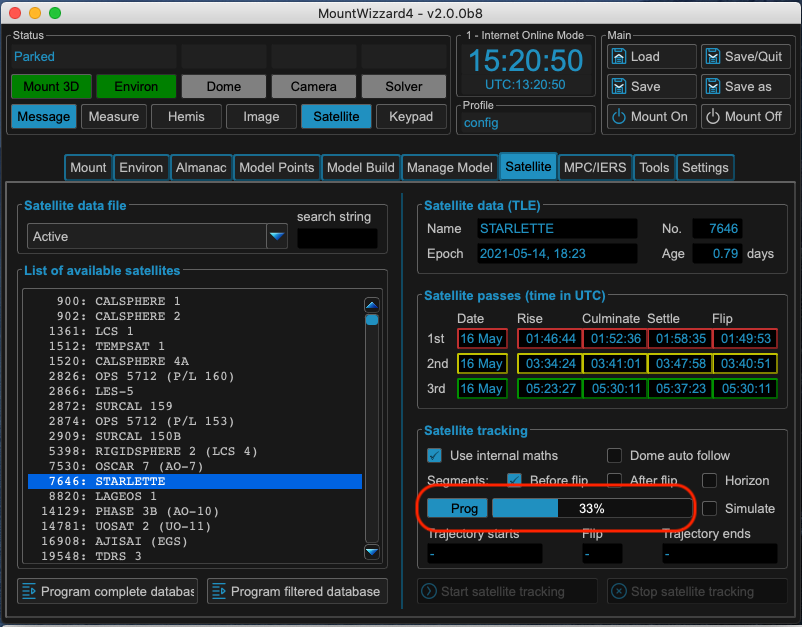 MountWizzard4 - v2.0.0b8
Status
Parked
Mount 3D Environ Dome Camera Solver
Message Measure Hemis Image Satellite Keypad
1 - Internet Online Mode
15:20:50
UTC:13:20:50
Profile
config
Main
Load Save/Quit
Save Save as
Mount On Mount Off
Mount Environ Almanac Model Points Model Build Manage Model Satellite MPC/IERS Tools Settings
Satellite data file
search string
Active
List of available satellites
900: CALSPHERE 1
902: CALSPHERE 2
1361: LCS 1
1512: TEMPSAT 1
1520: CALSPHERE 4A
2826: OPS 5712 (P/L 160)
2866: LES-5
2872: SURCAL 159
2874: OPS 5712 (P/L 153)
2909: SURCAL 150B
5398: RIGIDSPHERE 2 (LCS 4)
7530: OSCAR 7 (AO-7)
7646: STARLETTE
8820: LAGEOS 1
14129: PHASE 3B (AO-10)
14781: UOSAT 2 (UO-11)
16908: AJISAI (EGS)
19548: TDRS 3
Program complete databas Program filtered database
Satellite data (TLE)
Name STARLETTE No. 7646
Epoch 2021-05-14, 18:23 Age 0.79 days
Satellite passes (time in UTC)
Date Rise Culminate Settle Flip
1st 16 May 01:46:44 01:52:36 01:58:35 01:49:53
2nd 16 May 03:34:24 03:41:01 03:47:58 03:40:51
3rd 16 May 05:23:27 05:30:11 05:37:23 05:30:11
Satellite tracking
Use internal maths Dome auto follow
Segments: Before flip After flip Horizon
Prog 33% Simulate
Trajectory starts Flip Trajectory ends
- - -
Start satellite tracking Stop satellite tracking